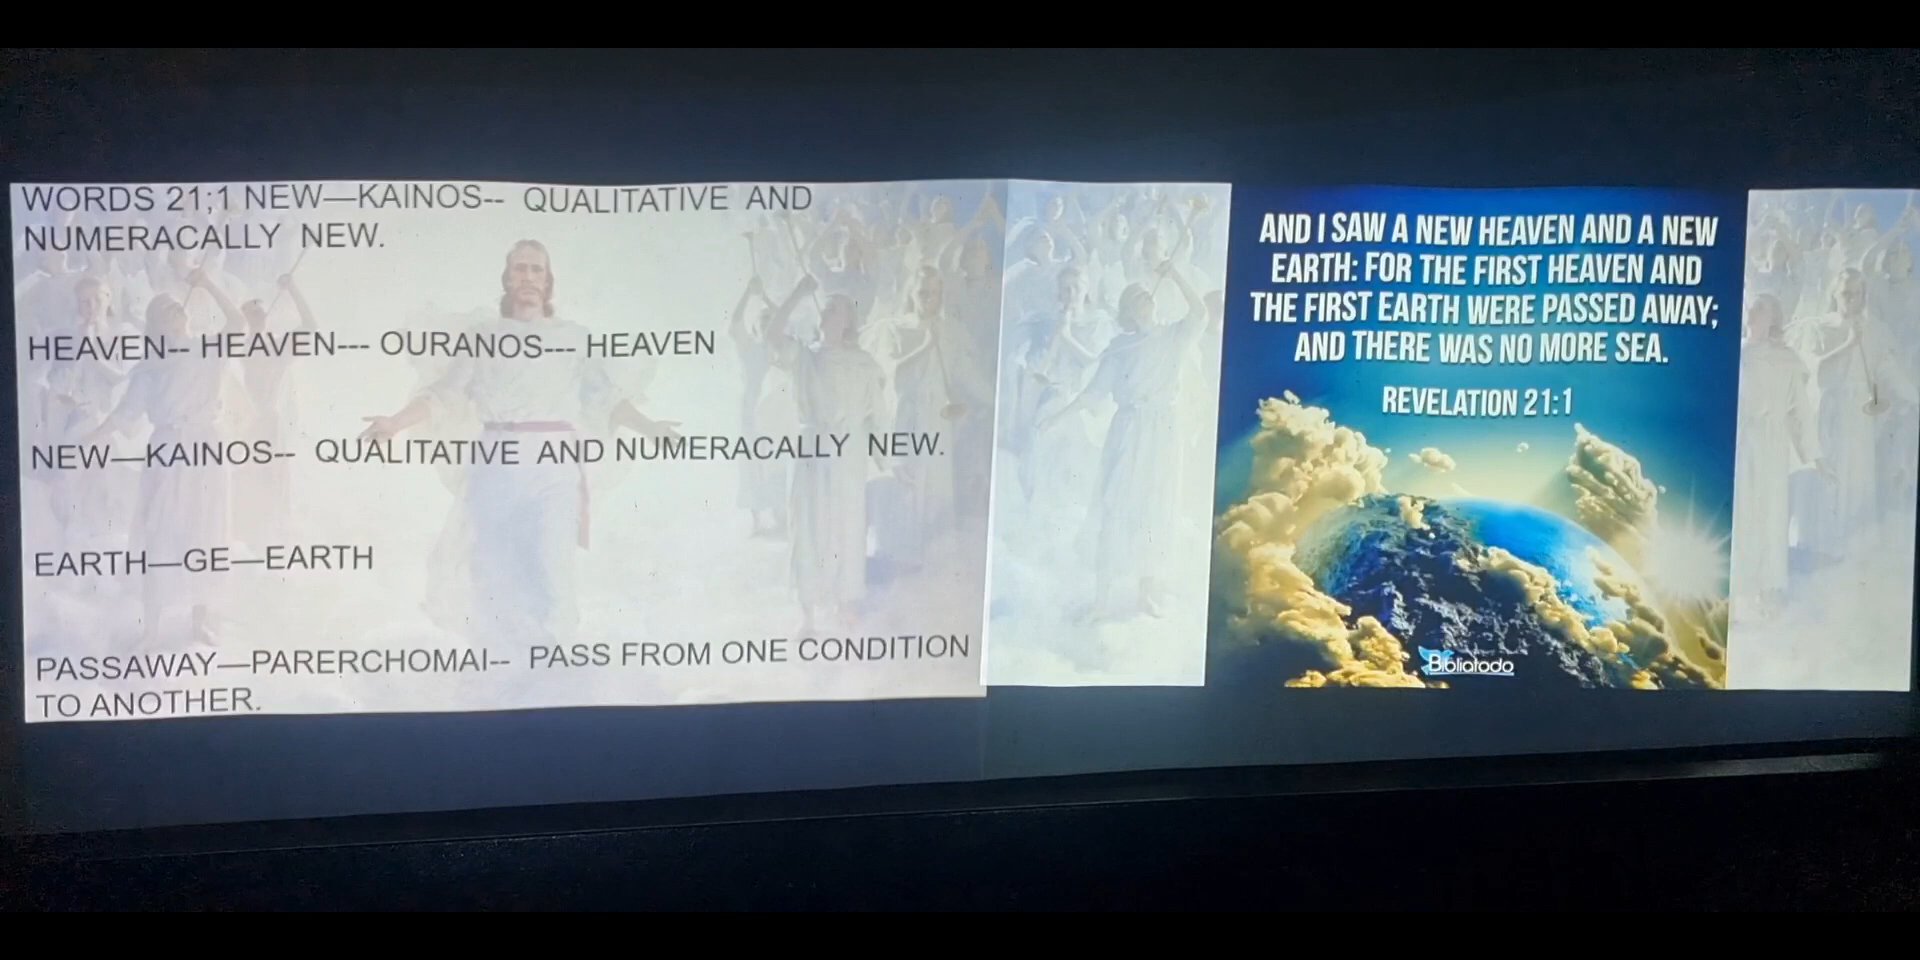 WORDS 21;1 NEW—KAINOS-- QUALITATIVE AND
NUMERACALLY NEW.
HEAVEN-- HEAVEN--- OURANOS--- HEAVEN
NEW—KAINOS-- QUALITATIVE AND NUMERACALLY NEW.
EARTH—GE—EARTH
PASSAWAY—PARERCHOMAI-- PASS FROM ONE CONDITION
TO ANOTHER.
AND I SAW A NEW HEAVEN AND A NEW
EARTH: FOR THE FIRST HEAVEN AND
THE FIRST EARTH WERE PASSED AWAY;
AND THERE WAS NO MORE SEA.
REVELATION 21:1
Bibliatodo